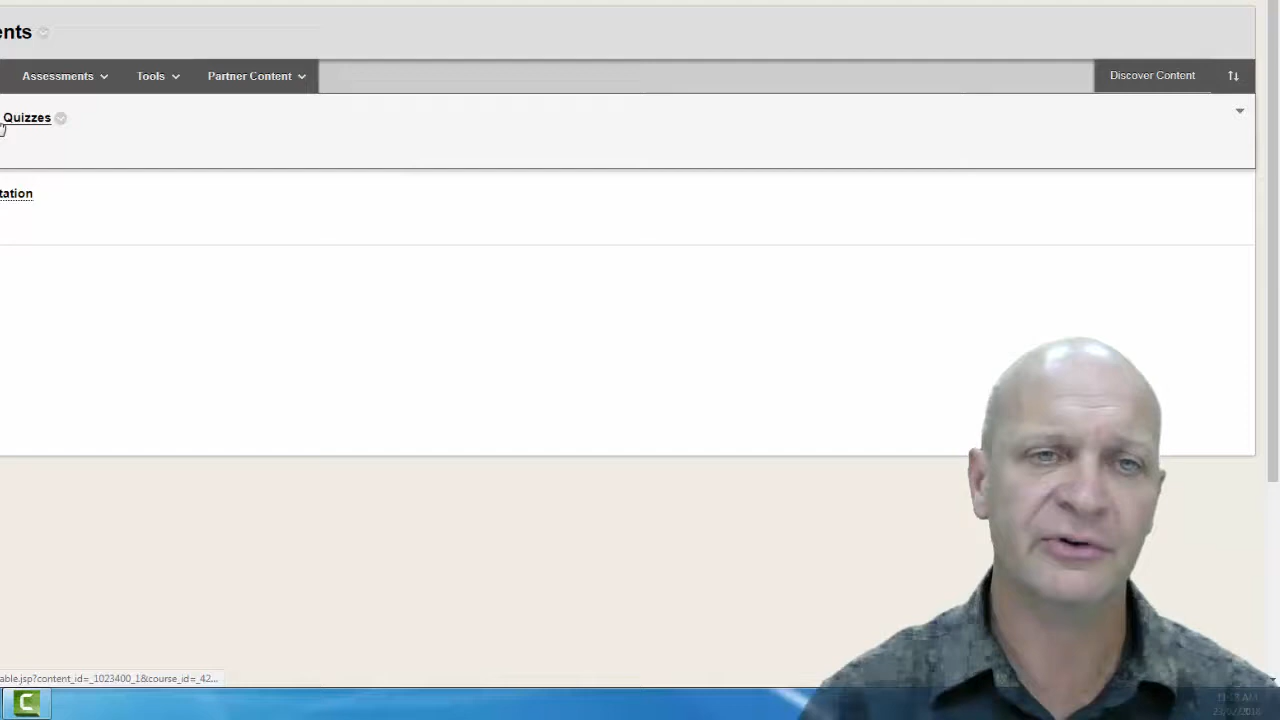 ents
Assessments Tools Partner Content Discover Content
Quizzes
tation
able.jsp?content_id=_1023400_1&course_id=_42...